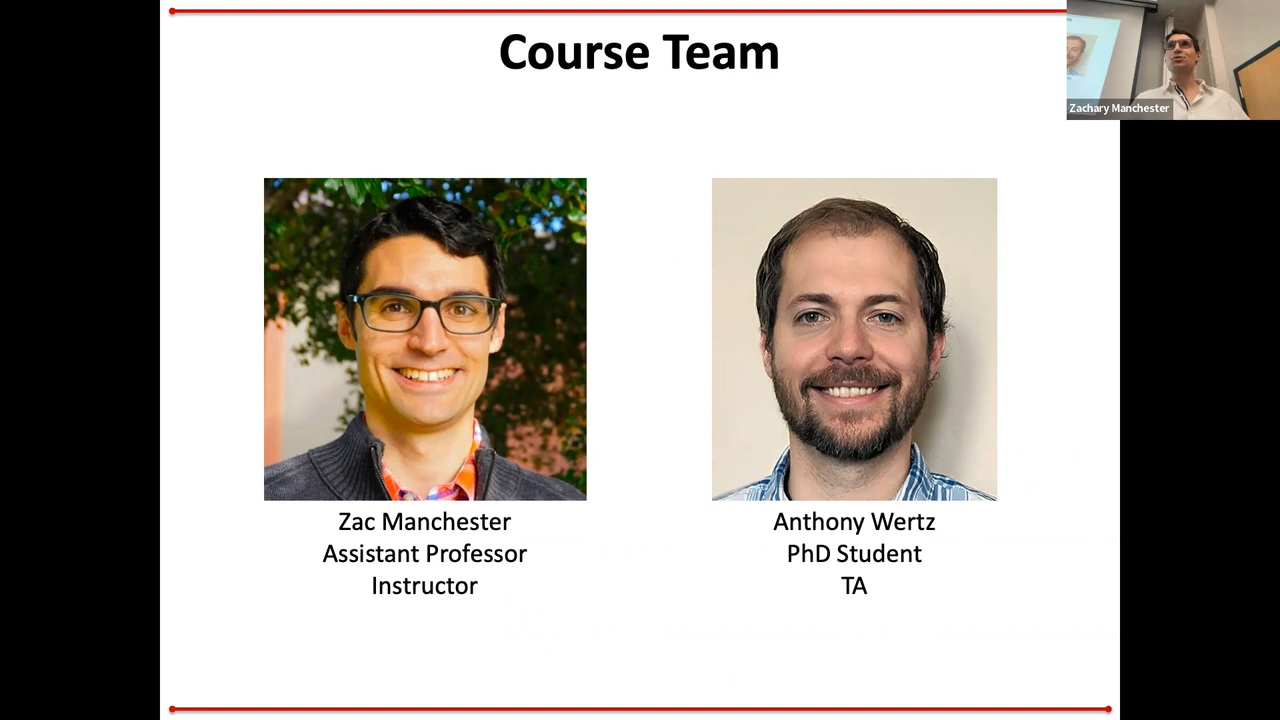 Course Team
Zachary Manchester
Zac Manchester
Assistant Professor
Instructor
Anthony Wertz
PhD Student
TA